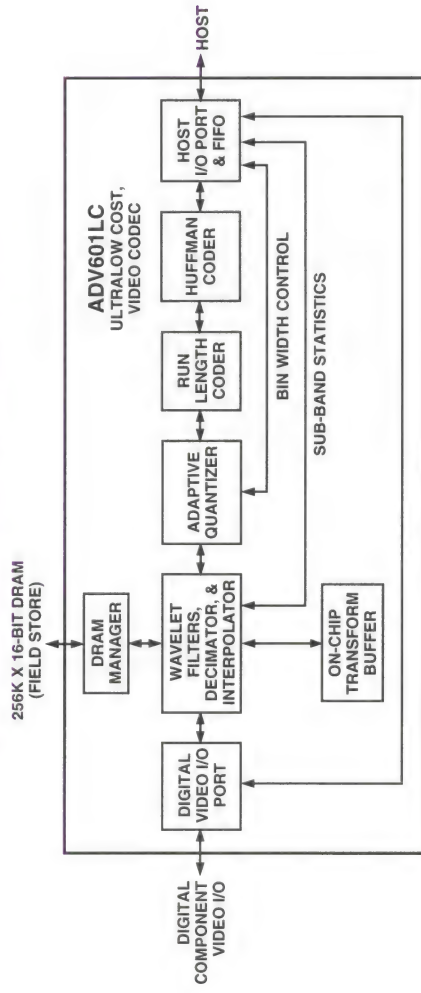 256K X 16-BIT DRAM
(FIELD STORE)
ADV601LC
ULTRALOW COST,
VIDEO CODEC
DRAM
MANAGER
DIGITAL
COMPONENT
VIDEO I/O
DIGITAL
VIDEO I/O
PORT
WAVELET
FILTERS,
DECIMATOR, &
INTERPOLATOR
ADAPTIVE
QUANTIZER
RUN
LENGTH
CODER
HUFFMAN
CODER
HOST
I/O PORT
& FIFO
HOST
ON-CHIP
TRANSFORM
BUFFER
BIN WIDTH CONTROL
SUB-BAND STATISTICS